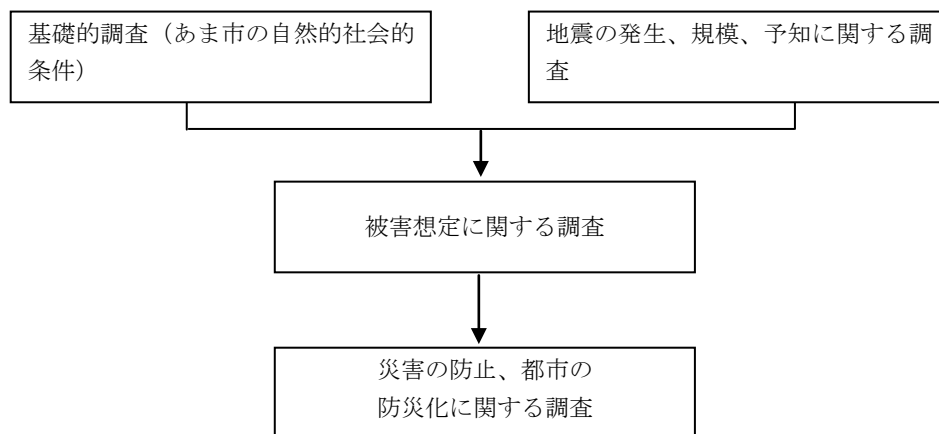 基礎的調査（あま市の自然的社会的
条件）
地震の発生、規模、予知に関する調
査
被害想定に関する調査
災害の防止、都市の
防災化に関する調査